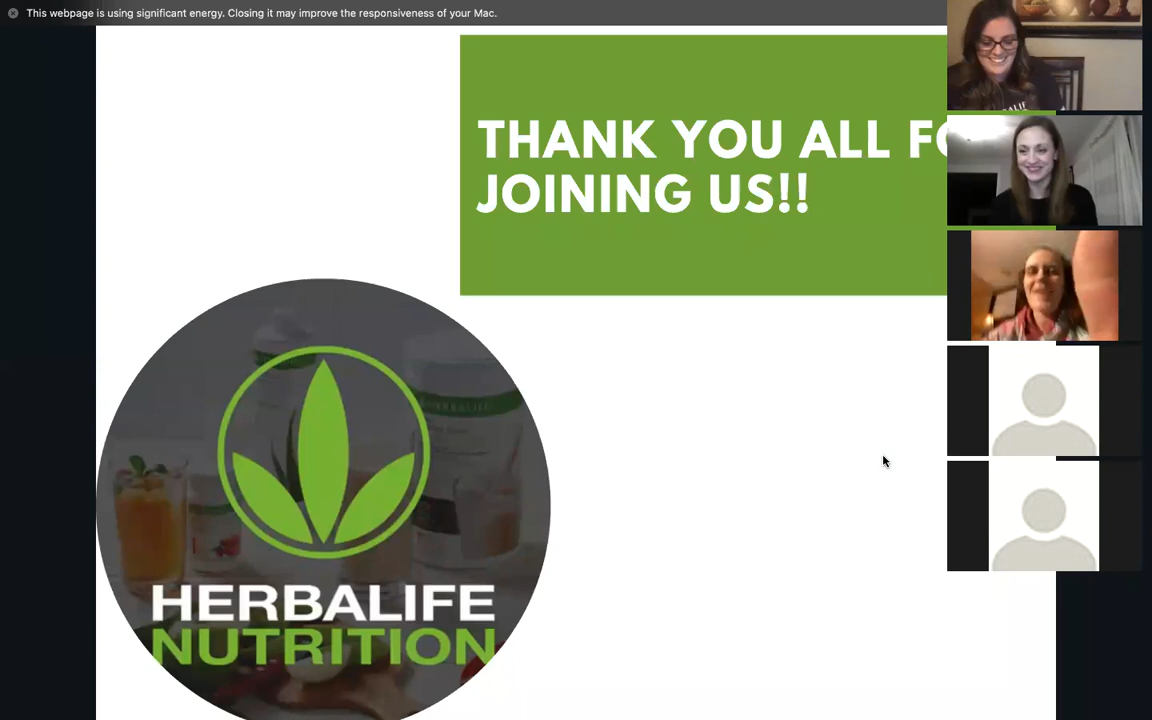 This webpage is using significant energy. Closing it may improve the responsiveness of your Mac.
THANK YOU ALL FO
JOINING US!!
HERBALIFE
HERBALIFE
NUTRITION